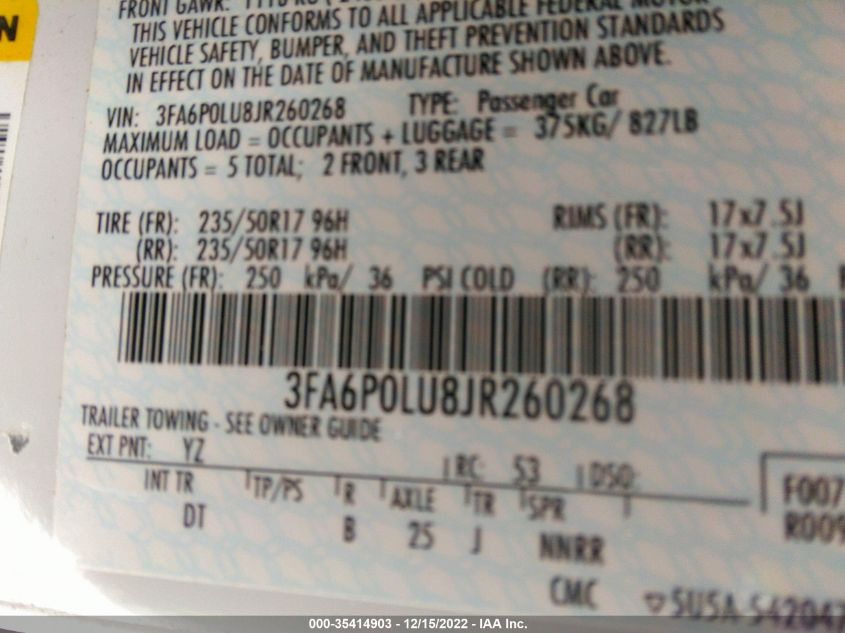 N
FRONT GAWR:
THIS VEHICLE CONFORMS TO ALL APPLICABLE FEDERAL MOTOR
VEHICLE SAFETY, BUMPER, AND THEFT PREVENTION STANDARDS
IN EFFECT ON THE DATE OF MANUFACTURE SHOWN ABOVE.
VIN: 3FA6P0LU8JR260268 TYPE: Passenger Car
MAXIMUM LOAD = OCCUPANTS + LUGGAGE = 375KG/ 827LB
OCCUPANTS = 5 TOTAL; 2 FRONT, 3 REAR
TIRE (FR): 235/50R17 96H RIMS (FR): 17x7.5J
(RR): 235/50R17 96H (RR): 17x7.5J
PRESSURE (FR): 250 kPa/ 36 PSI COLD (RR): 250 kPa/ 36
3FA6P0LU8JR260268
TRAILER TOWING - SEE OWNER GUIDE
EXT PNT: YZ RC: 53 DSO:
INT TR TP/PS R AXLE TR SPR F007
DT B 25 J NNRR R009
CMC ▽5U5A-542047
000-35414903 - 12/15/2022 - IAA Inc.